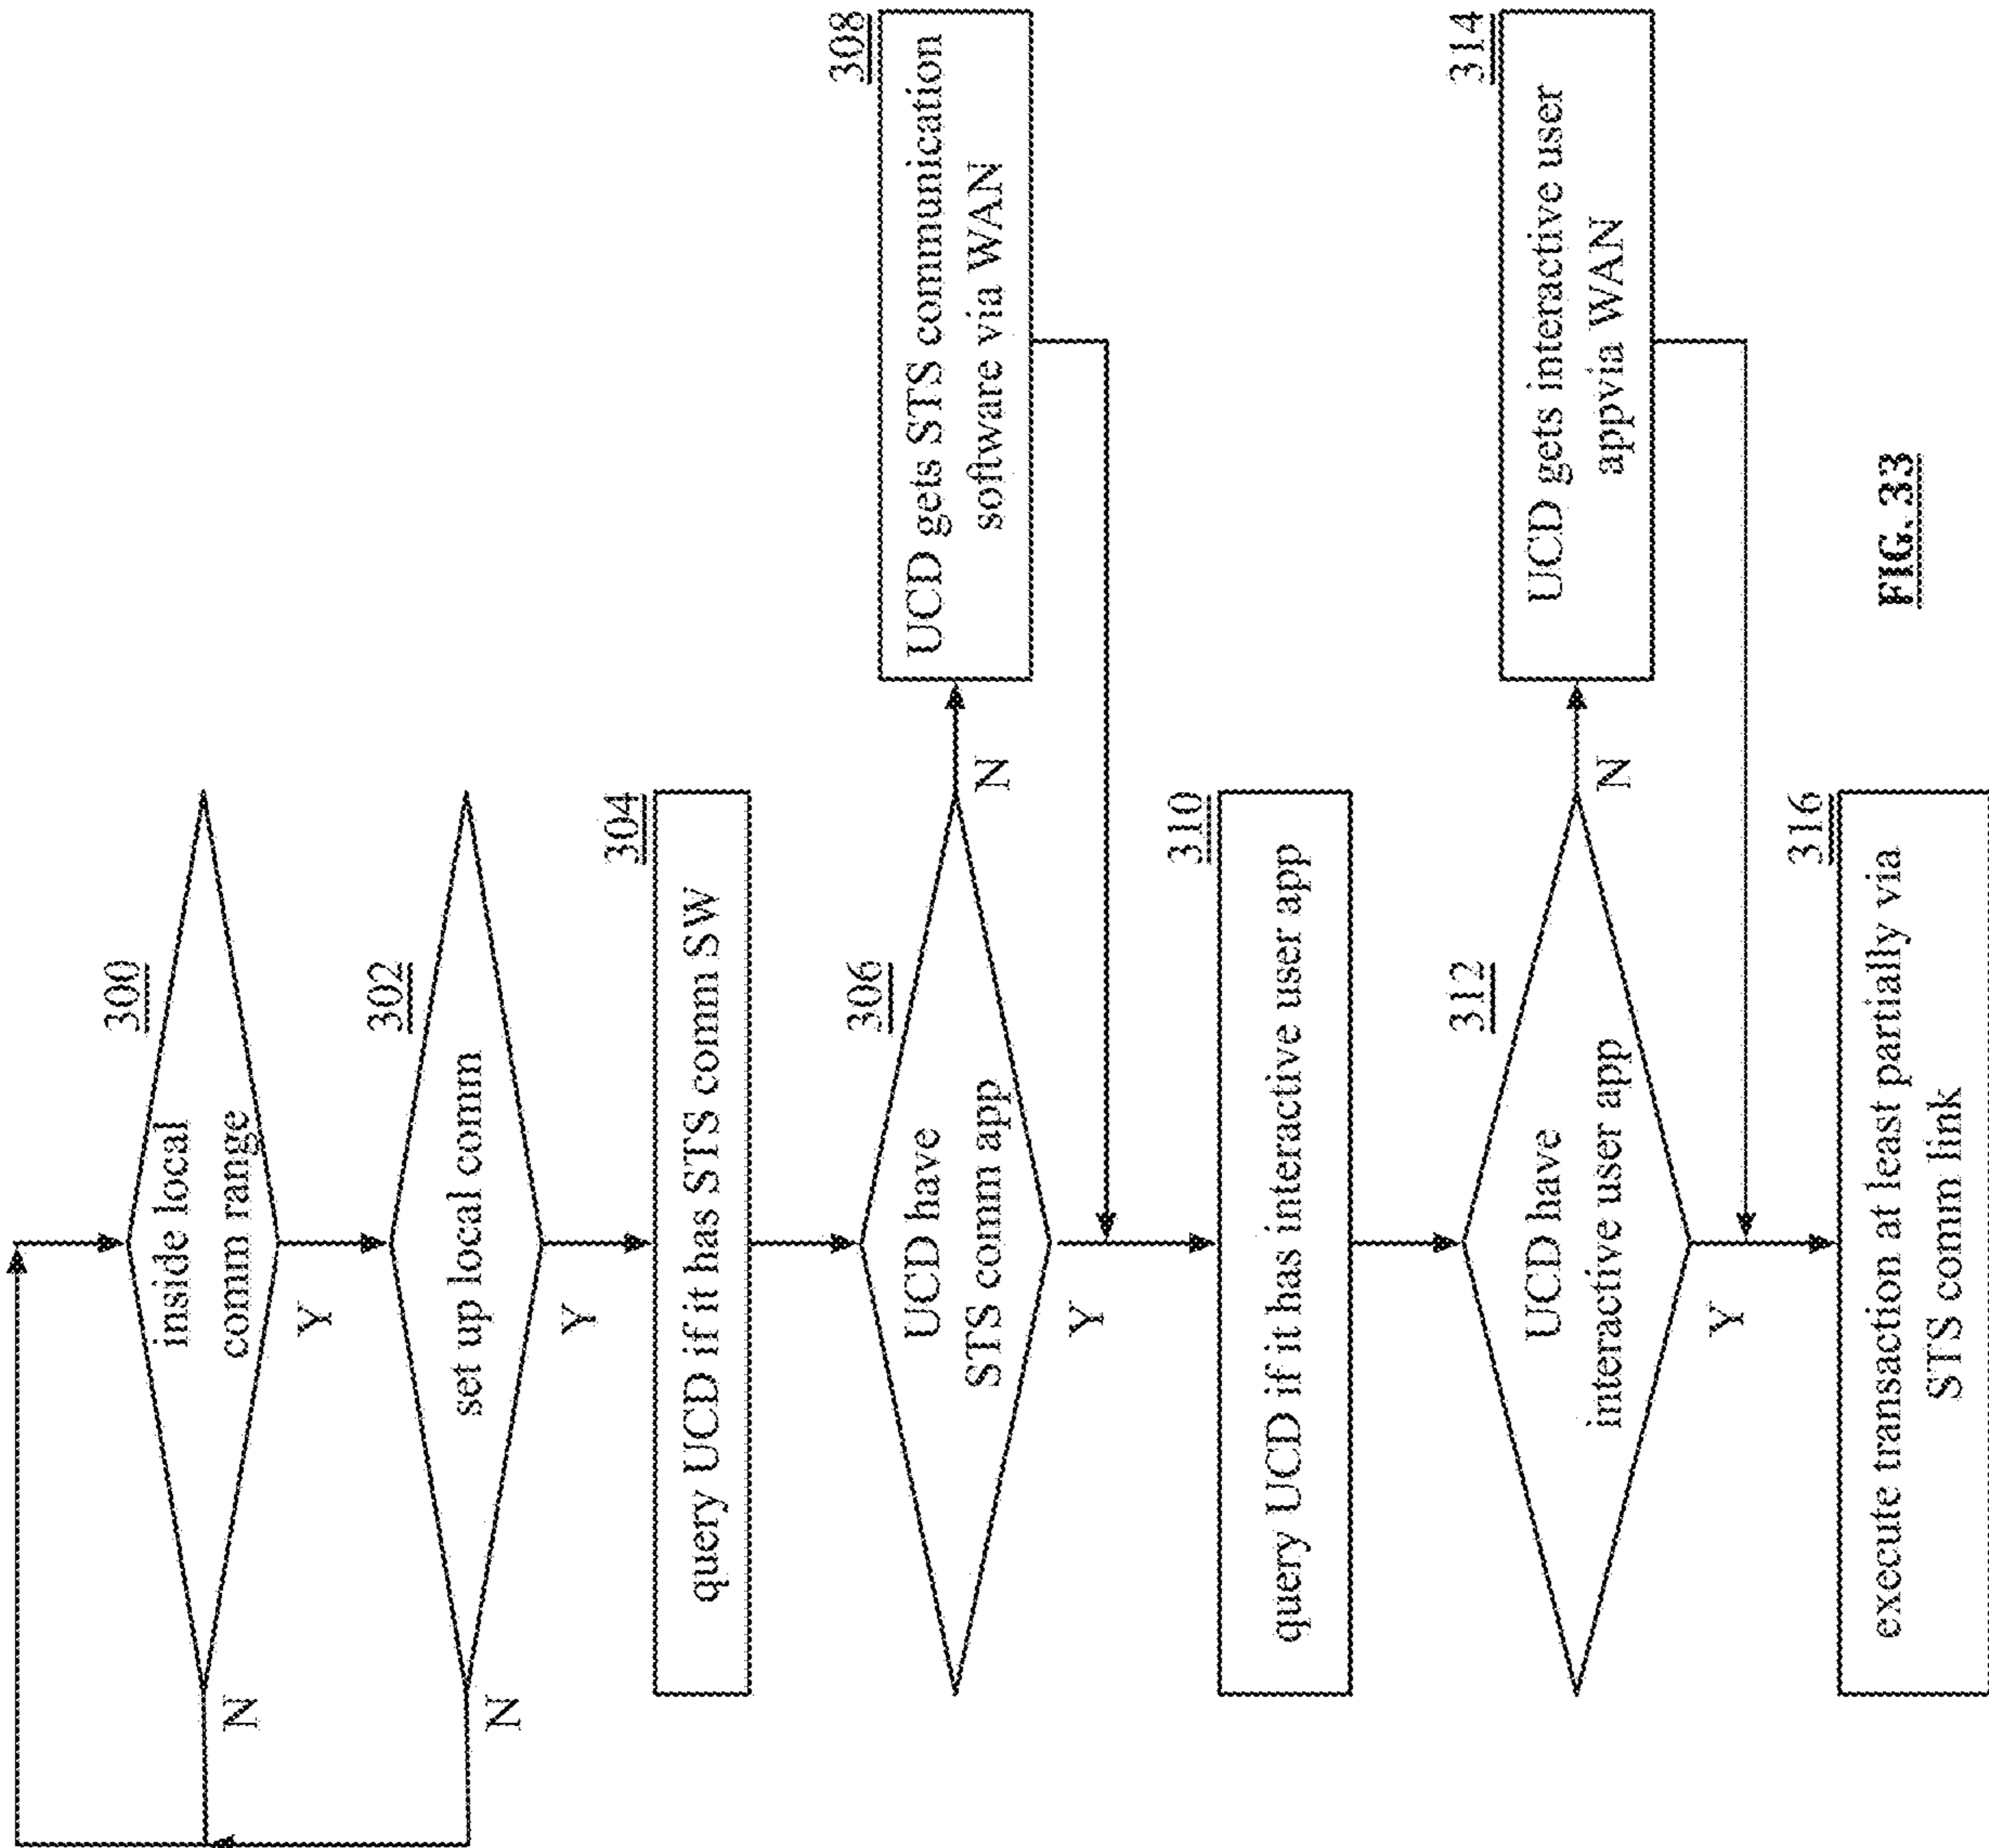 300
inside local
comm range
N
Y
302
set up local comm
N
Y
304
query UCD if it has STS comm SW
306
UCD have
STS comm app
N
Y
308
UCD gets STS communication
software via WAN
310
query UCD if it has interactive user app
312
UCD have
interactive user app
N
Y
314
UCD gets interactive user
appvia WAN
316
execute transaction at least partially via
STS comm link
FIG. 33